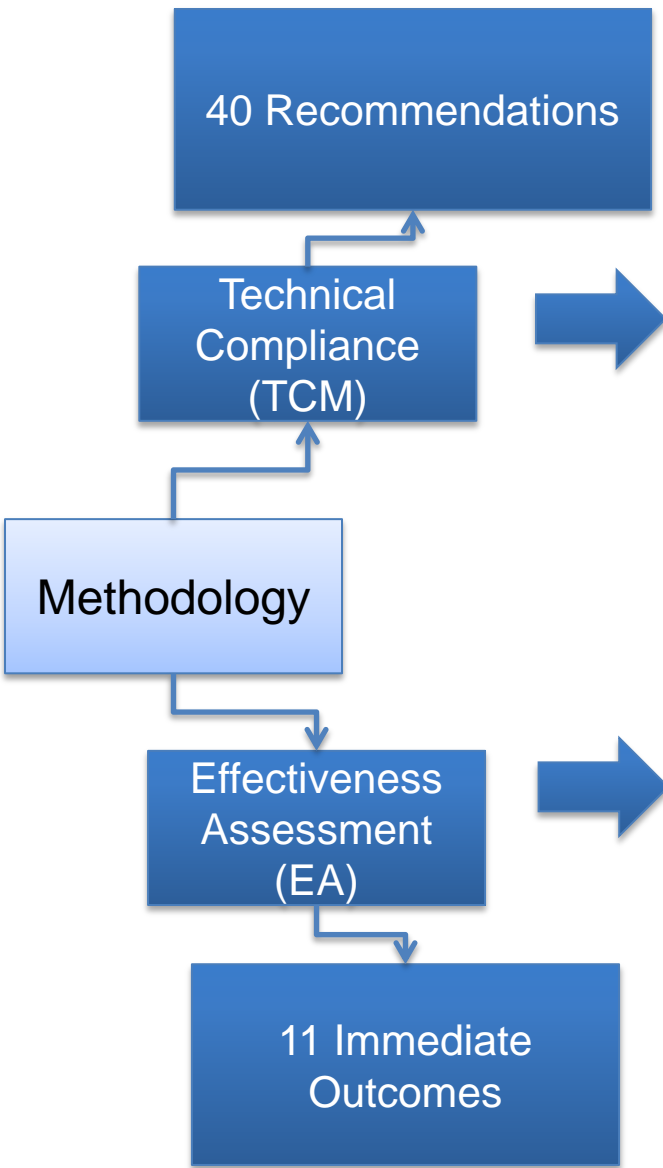 40 Recommendations
Technical
Compliance
(TCM)
Methodology
Effectiveness
Assessment
(EA)
11 Immediate
Outcomes